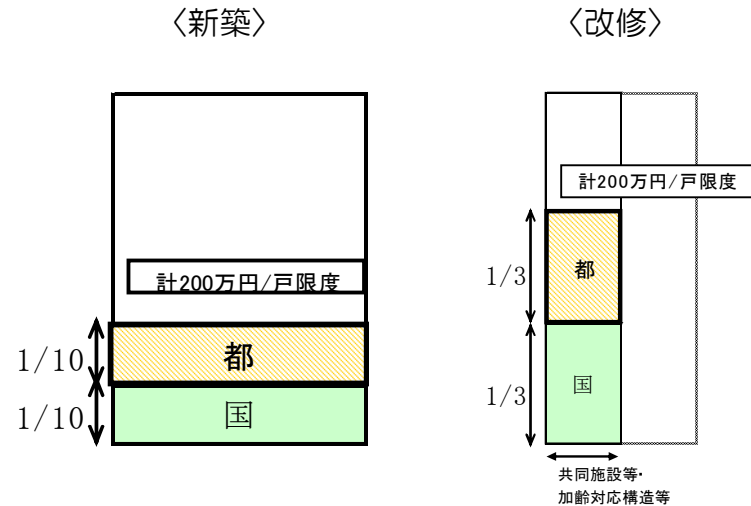 〈新築〉
計200万円/戸限度
1/10
都
1/10
国
〈改修〉
計200万円/戸限度
1/3
都
1/3
国
共同施設等・
加齢対応構造等